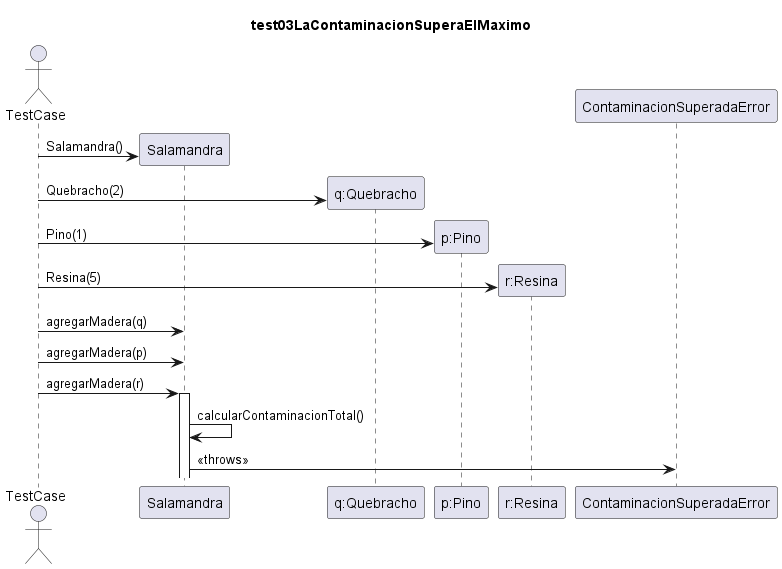 test03LaContaminacionSuperaElMaximo
TestCase
ContaminacionSuperadaError
Salamandra()
Salamandra
Quebracho(2)
q:Quebracho
Pino(1)
p:Pino
Resina(5)
r:Resina
agregarMadera(q)
agregarMadera(p)
agregarMadera(r)
calcularContaminacionTotal()
«throws»
TestCase
Salamandra
q:Quebracho
p:Pino
r:Resina
ContaminacionSuperadaError